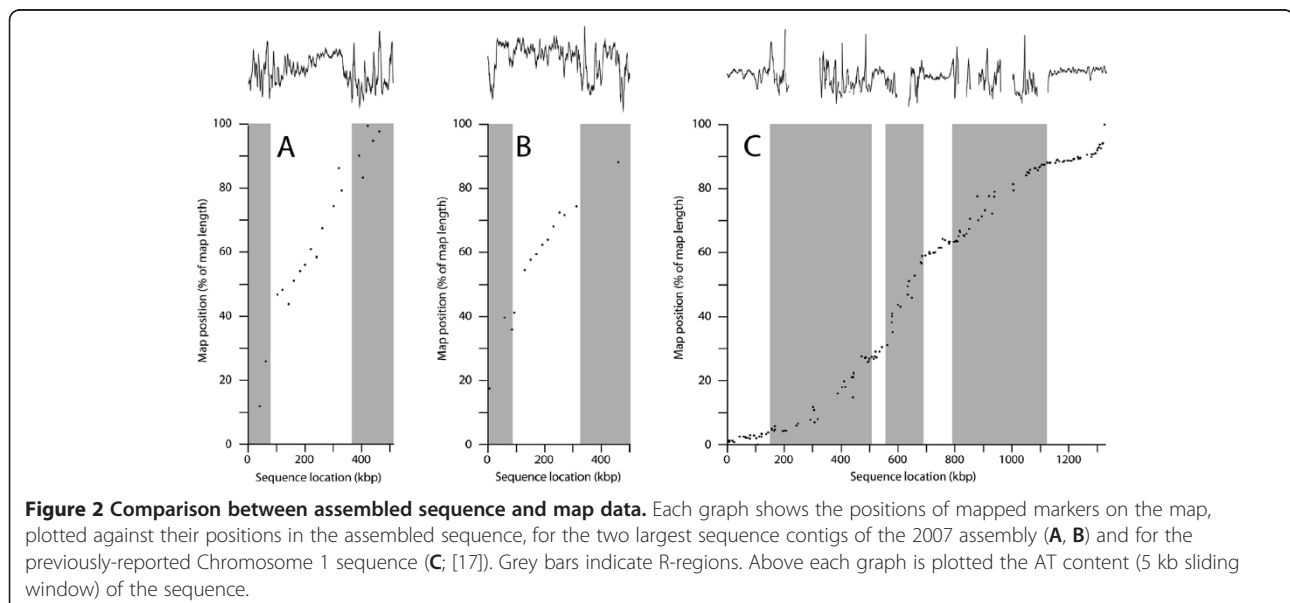 A
B
C
100
80
60
40
20
0
Map position (% of map length)
0
200
400
Sequence location (kbp)
100
80
60
40
20
0
Map position (% of map length)
0
200
400
Sequence location (kbp)
100
80
60
40
20
0
Map position (% of map length)
0
200
400
600
800
1000
1200
Sequence location (kbp)
Figure 2 Comparison between assembled sequence and map data. Each graph shows the positions of mapped markers on the map,
plotted against their positions in the assembled sequence, for the two largest sequence contigs of the 2007 assembly (A, B) and for the
previously-reported Chromosome 1 sequence (C; [17]). Grey bars indicate R-regions. Above each graph is plotted the AT content (5 kb sliding
window) of the sequence.